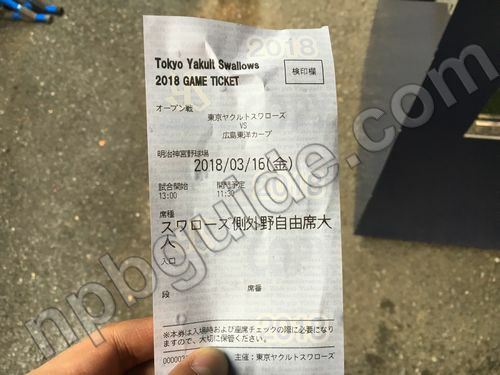 2018
Tokyo Yakult Swallows
2018 GAME TICKET
検印欄
オープン戦
東京ヤクルトスワローズ
VS
広島東洋カープ
明治神宮野球場
2018/03/16(金)
試合開始 開門予定
13:00 11:30
席種
スワローズ側外野自由席大
人
入口
段 席番
※本券は入場時および座席チェックの際に必要になり
ますので、大切に保管ください。
主催:東京ヤクルトスワローズ
npbguide.com